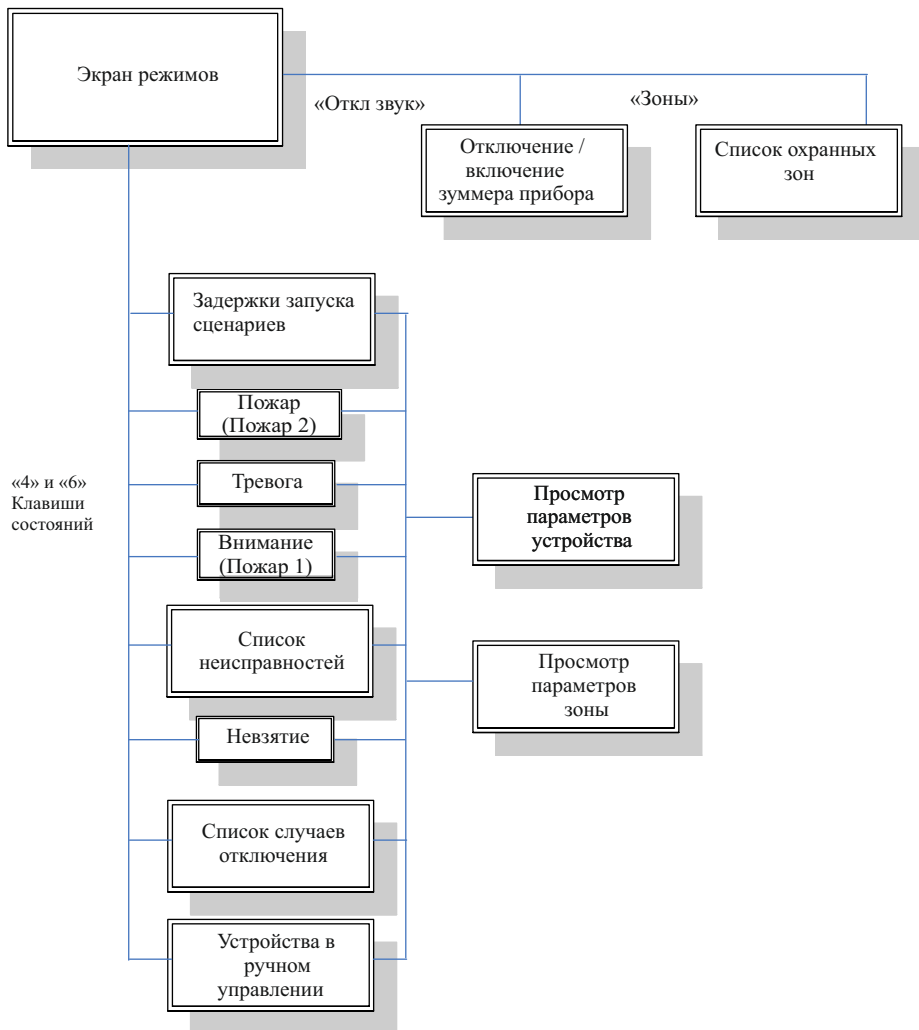 Экран режимов
«Откл звук»
«Зоны»
Отключение /
включение
зуммера прибора
Список охранных
зон
Задержки запуска
сценариев
Пожар
(Пожар 2)
«4» и «6»
Клавиши
состояний
Тревога
Внимание
(Пожар 1)
Просмотр
параметров
устройства
Список
неисправностей
Просмотр
параметров
зоны
Невзятие
Список случаев
отключения
Устройства в
ручном
управлении